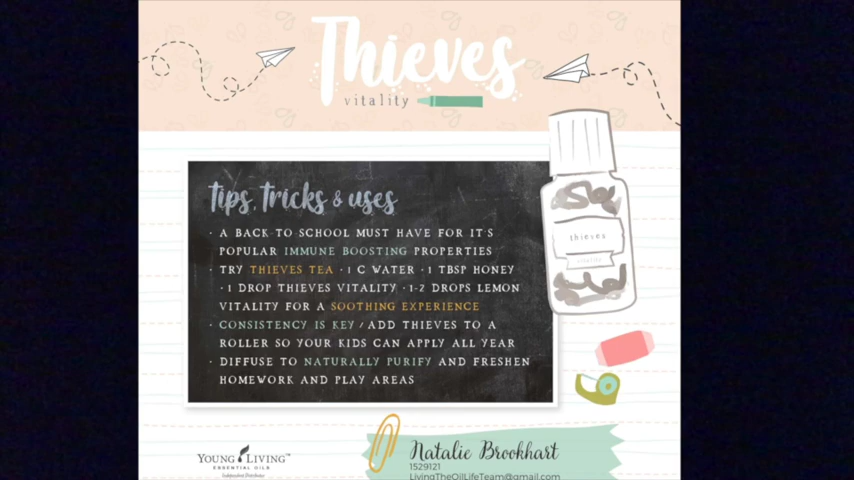 Thieves
vitality
thieves
vitality
tips, tricks & uses
· A BACK TO SCHOOL MUST HAVE FOR IT'S
POPULAR IMMUNE BOOSTING PROPERTIES
· TRY THIEVES TEA · 1 C WATER · 1 TBSP HONEY
· 1 DROP THIEVES VITALITY · 1-2 DROPS LEMON
VITALITY FOR A SOOTHING EXPERIENCE
· CONSISTENCY IS KEY / ADD THIEVES TO A
ROLLER SO YOUR KIDS CAN APPLY ALL YEAR
· DIFFUSE TO NATURALLY PURIFY AND FRESHEN
HOMEWORK AND PLAY AREAS
YOUNG LIVING™
ESSENTIAL OILS
Independent Distributor
Natalie Brookhart
1529121
LivingTheOilLifeTeam@gmail.com